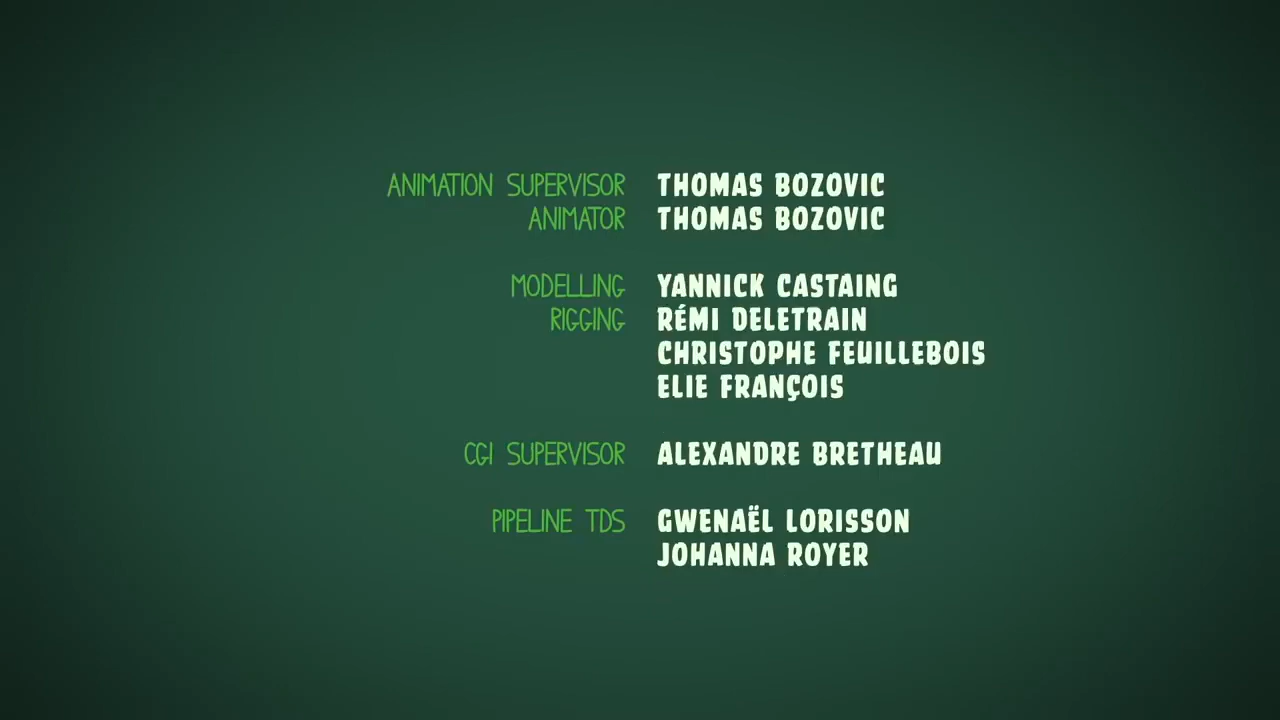 ANIMATION SUPERVISOR THOMAS BOZOVIC
ANIMATOR THOMAS BOZOVIC
MODELLING YANNICK CASTAING
RIGGING RÉMI DELETRAIN
CHRISTOPHE FEUILLEBOIS
ELIE FRANÇOIS
CGI SUPERVISOR ALEXANDRE BRETHEAU
PIPELINE TDS GWENAËL LORISSON
JOHANNA ROYER